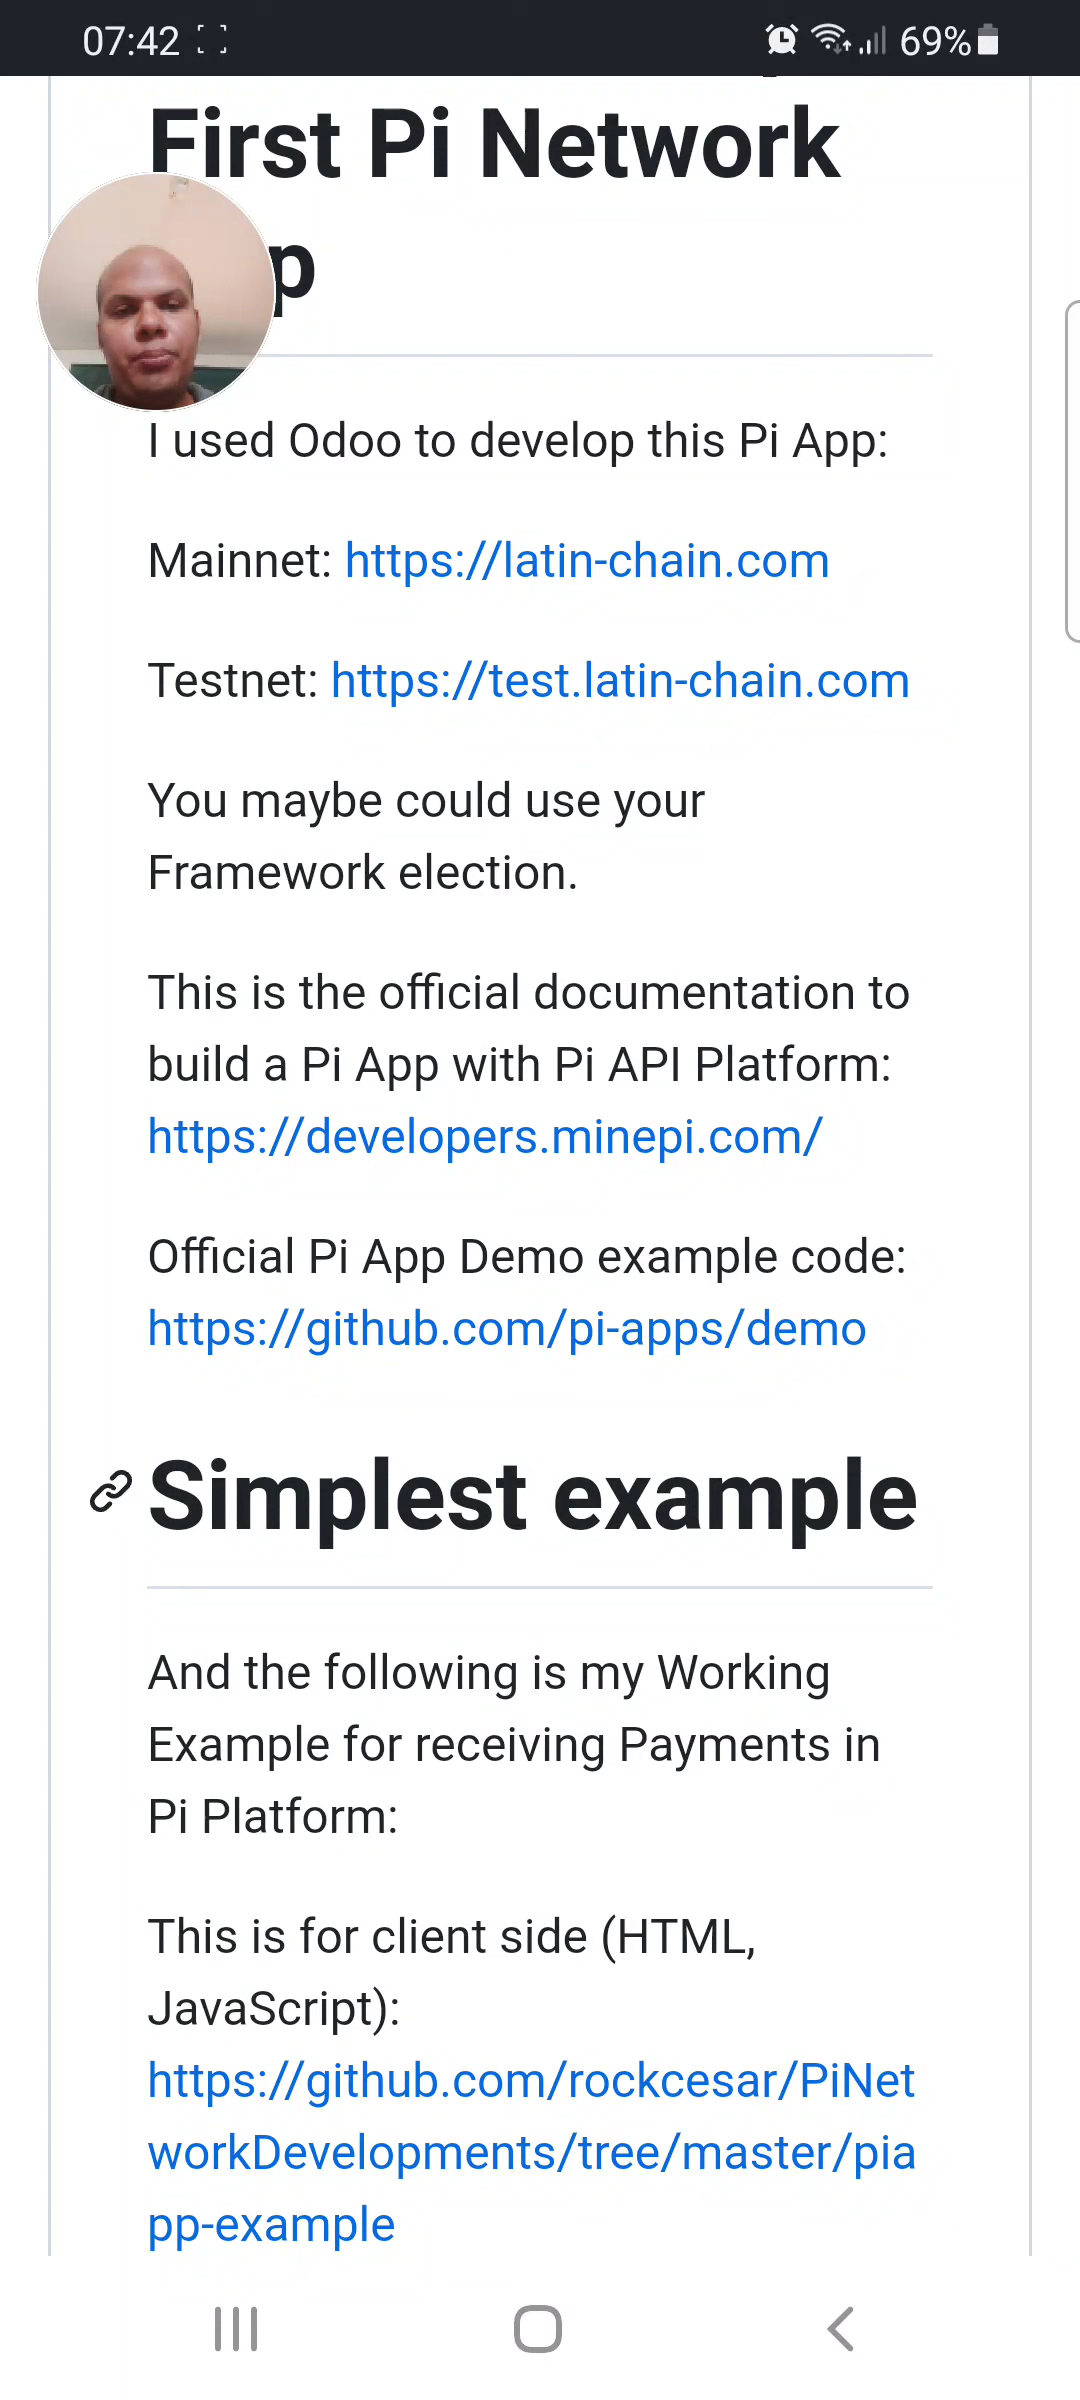 07:42
69%
First Pi Network
p
I used Odoo to develop this Pi App:
Mainnet: https://latin-chain.com
Testnet: https://test.latin-chain.com
You maybe could use your
Framework election.
This is the official documentation to
build a Pi App with Pi API Platform:
https://developers.minepi.com/
Official Pi App Demo example code:
https://github.com/pi-apps/demo
Simplest example
And the following is my Working
Example for receiving Payments in
Pi Platform:
This is for client side (HTML,
JavaScript):
https://github.com/rockcesar/PiNet
workDevelopments/tree/master/pia
pp-example